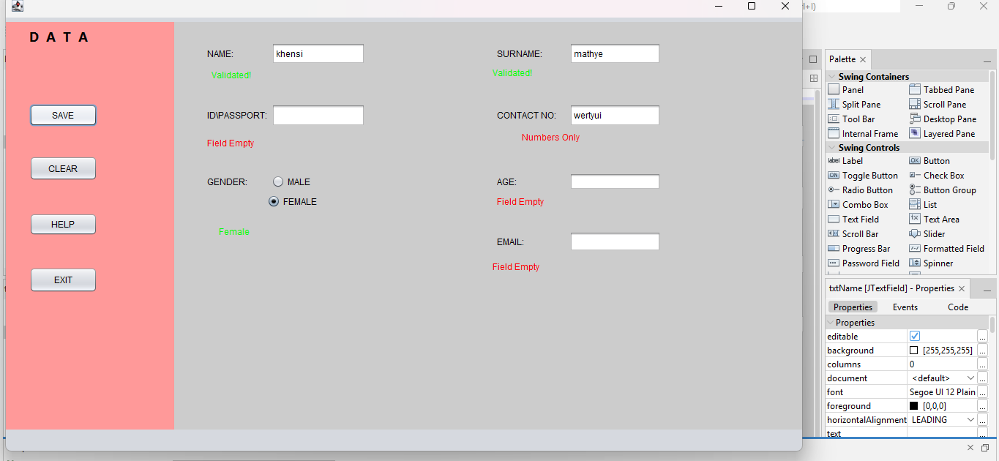 l+I)
D A T A
NAME: khensi
Validated!
SURNAME: mathye
Validated!
SAVE
ID\PASSPORT:
Field Empty
CONTACT NO: wertyui
Numbers Only
CLEAR
GENDER: MALE
FEMALE
Female
AGE:
Field Empty
HELP
EMAIL:
Field Empty
EXIT
Palette
Swing Containers
Panel Tabbed Pane
Split Pane Scroll Pane
Tool Bar Desktop Pane
Internal Frame Layered Pane
Swing Controls
label Label OK Button
ON Toggle Button Check Box
Radio Button Button Group
Combo Box List
Text Field Text Area
Scroll Bar Slider
Progress Bar Formatted Field
Password Field Spinner
txtName [JTextField] - Properties
Properties Events Code
Properties
editable ...
background [255,255,255] ...
columns 0 ...
document <default> ...
font Segoe UI 12 Plain ...
foreground [0,0,0] ...
horizontalAlignment LEADING ...
text ...